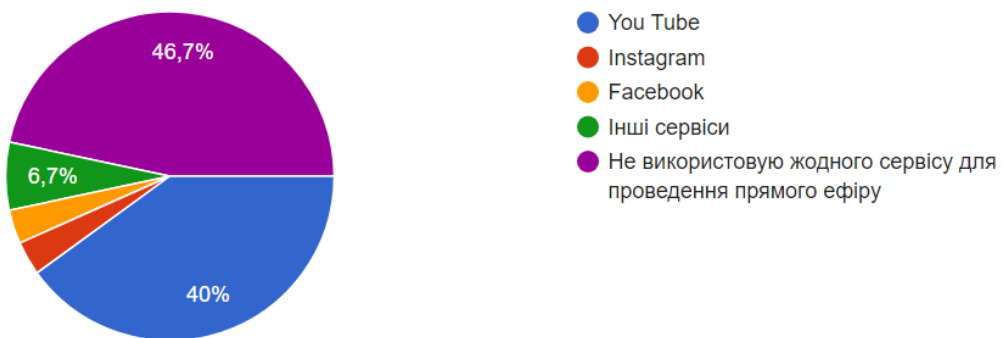 46,7%
6,7%
40%
You Tube
Instagram
Facebook
Інші сервіси
Не використовую жодного сервісу для
проведення прямого ефіру